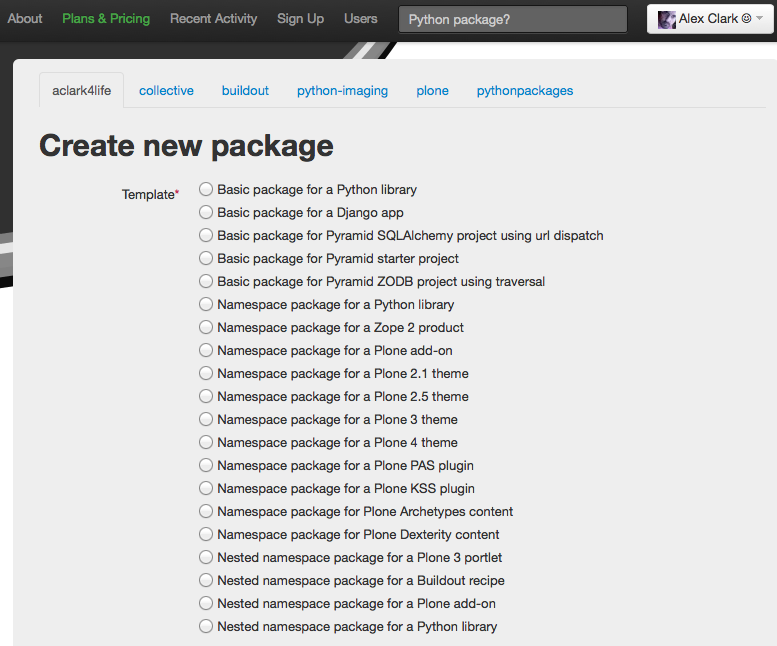 About Plans & Pricing Recent Activity Sign Up Users Python package? Alex Clark
aclark4life collective buildout python-imaging plone pythonpackages
Create new package
Template*
Basic package for a Python library
Basic package for a Django app
Basic package for Pyramid SQLAlchemy project using url dispatch
Basic package for Pyramid starter project
Basic package for Pyramid ZODB project using traversal
Namespace package for a Python library
Namespace package for a Zope 2 product
Namespace package for a Plone add-on
Namespace package for a Plone 2.1 theme
Namespace package for a Plone 2.5 theme
Namespace package for a Plone 3 theme
Namespace package for a Plone 4 theme
Namespace package for a Plone PAS plugin
Namespace package for a Plone KSS plugin
Namespace package for Plone Archetypes content
Namespace package for Plone Dexterity content
Nested namespace package for a Plone 3 portlet
Nested namespace package for a Buildout recipe
Nested namespace package for a Plone add-on
Nested namespace package for a Python library